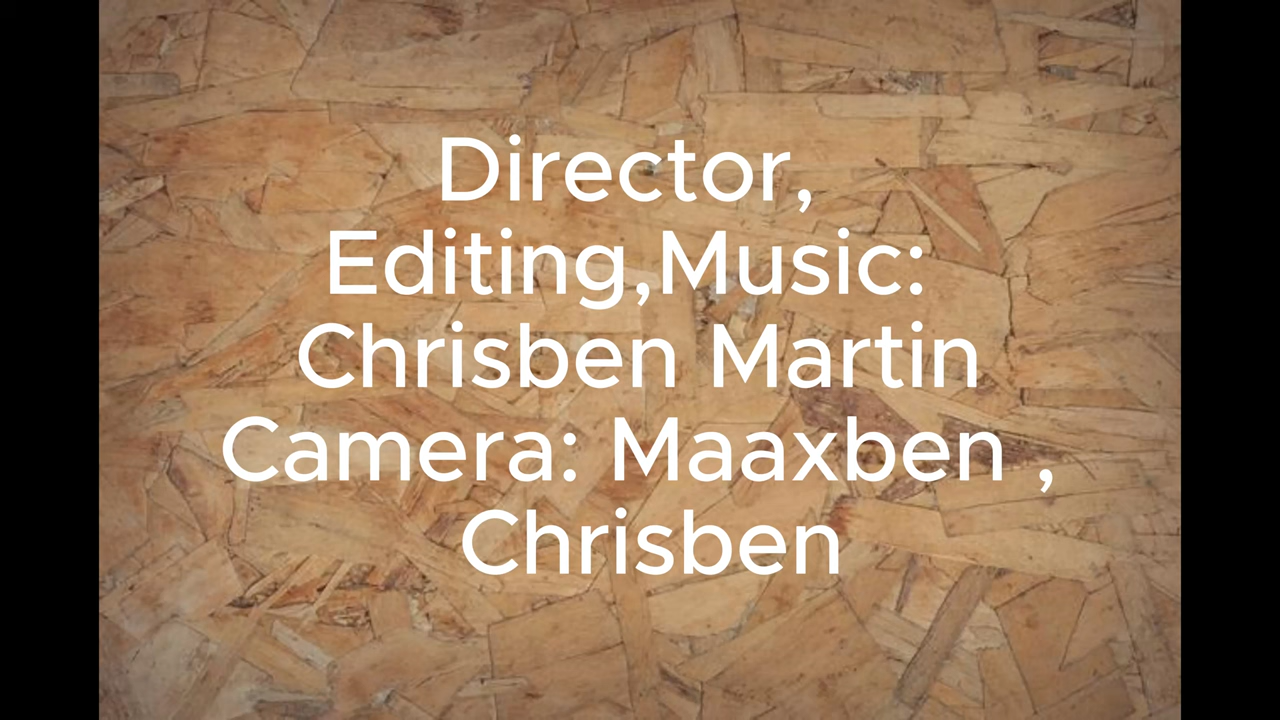 Director,
Editing,Music:
Chrisben Martin
Camera: Maaxben ,
Chrisben